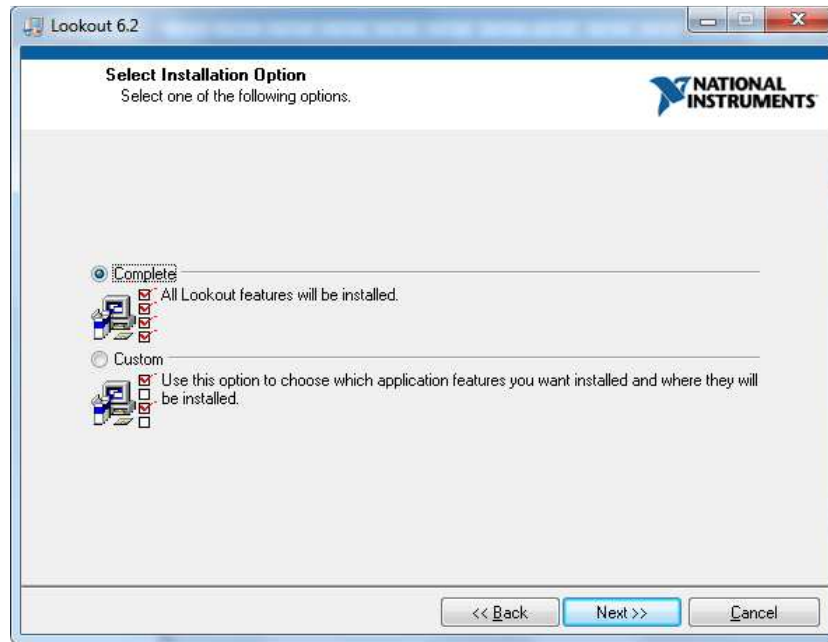 Lookout 6.2
Select Installation Option
Select one of the following options.
NATIONAL
INSTRUMENTS
Complete
All Lookout features will be installed.
Custom
Use this option to choose which application features you want installed and where they will
be installed.
<< Back
Next >>
Cancel